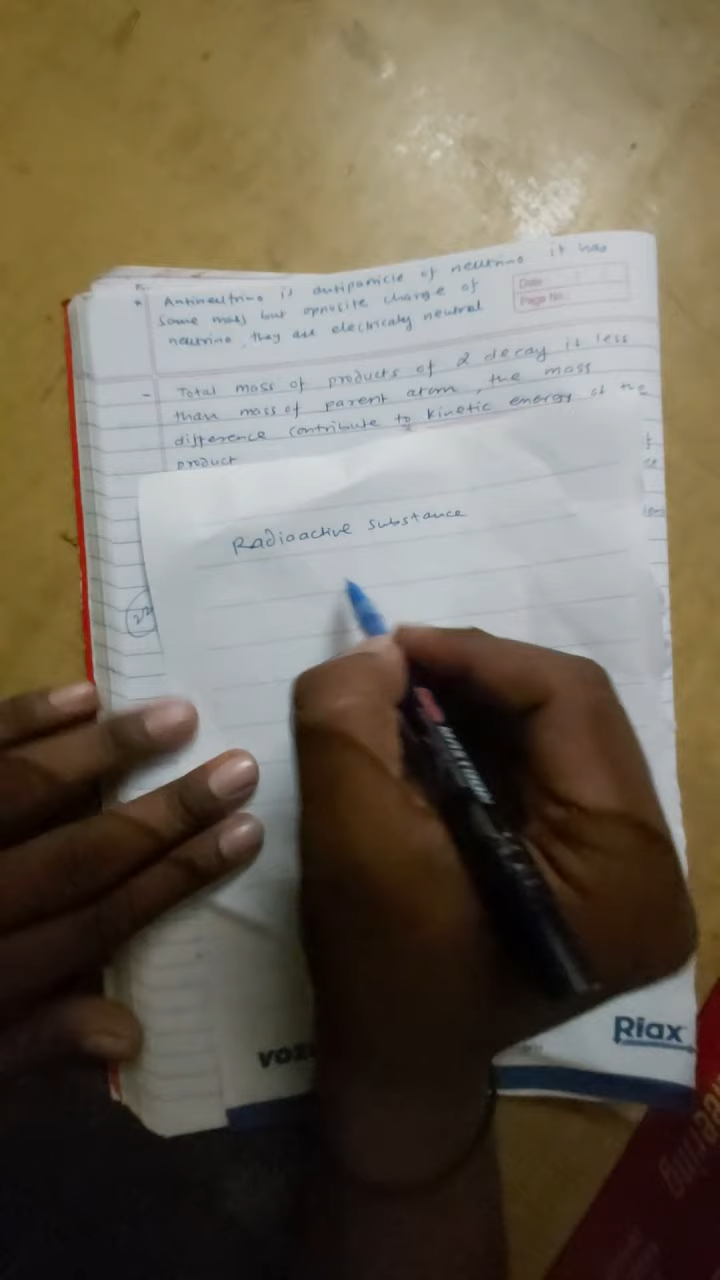 Antineutrino is antiparticle of neutrino it has
same mass but opposite charge of
neutrino, they are electrically neutral
Date
Page No.
- Total mass of products of α decay is less
than mass of parent atom the mass
difference contribute to kinetic energy of the
product
Radioactive substance
22
Riax